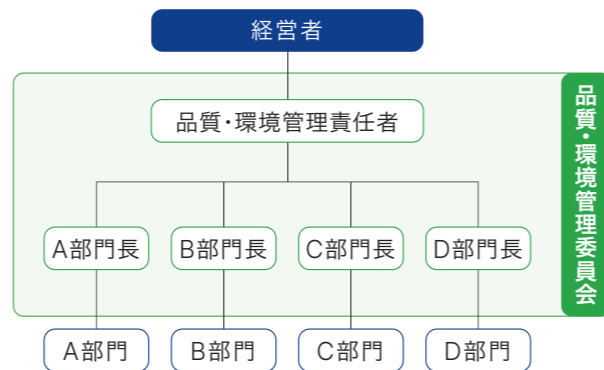 経営者
品質・環境管理責任者
品質・環境管理委員会
A部門長
B部門長
C部門長
D部門長
A部門
B部門
C部門
D部門